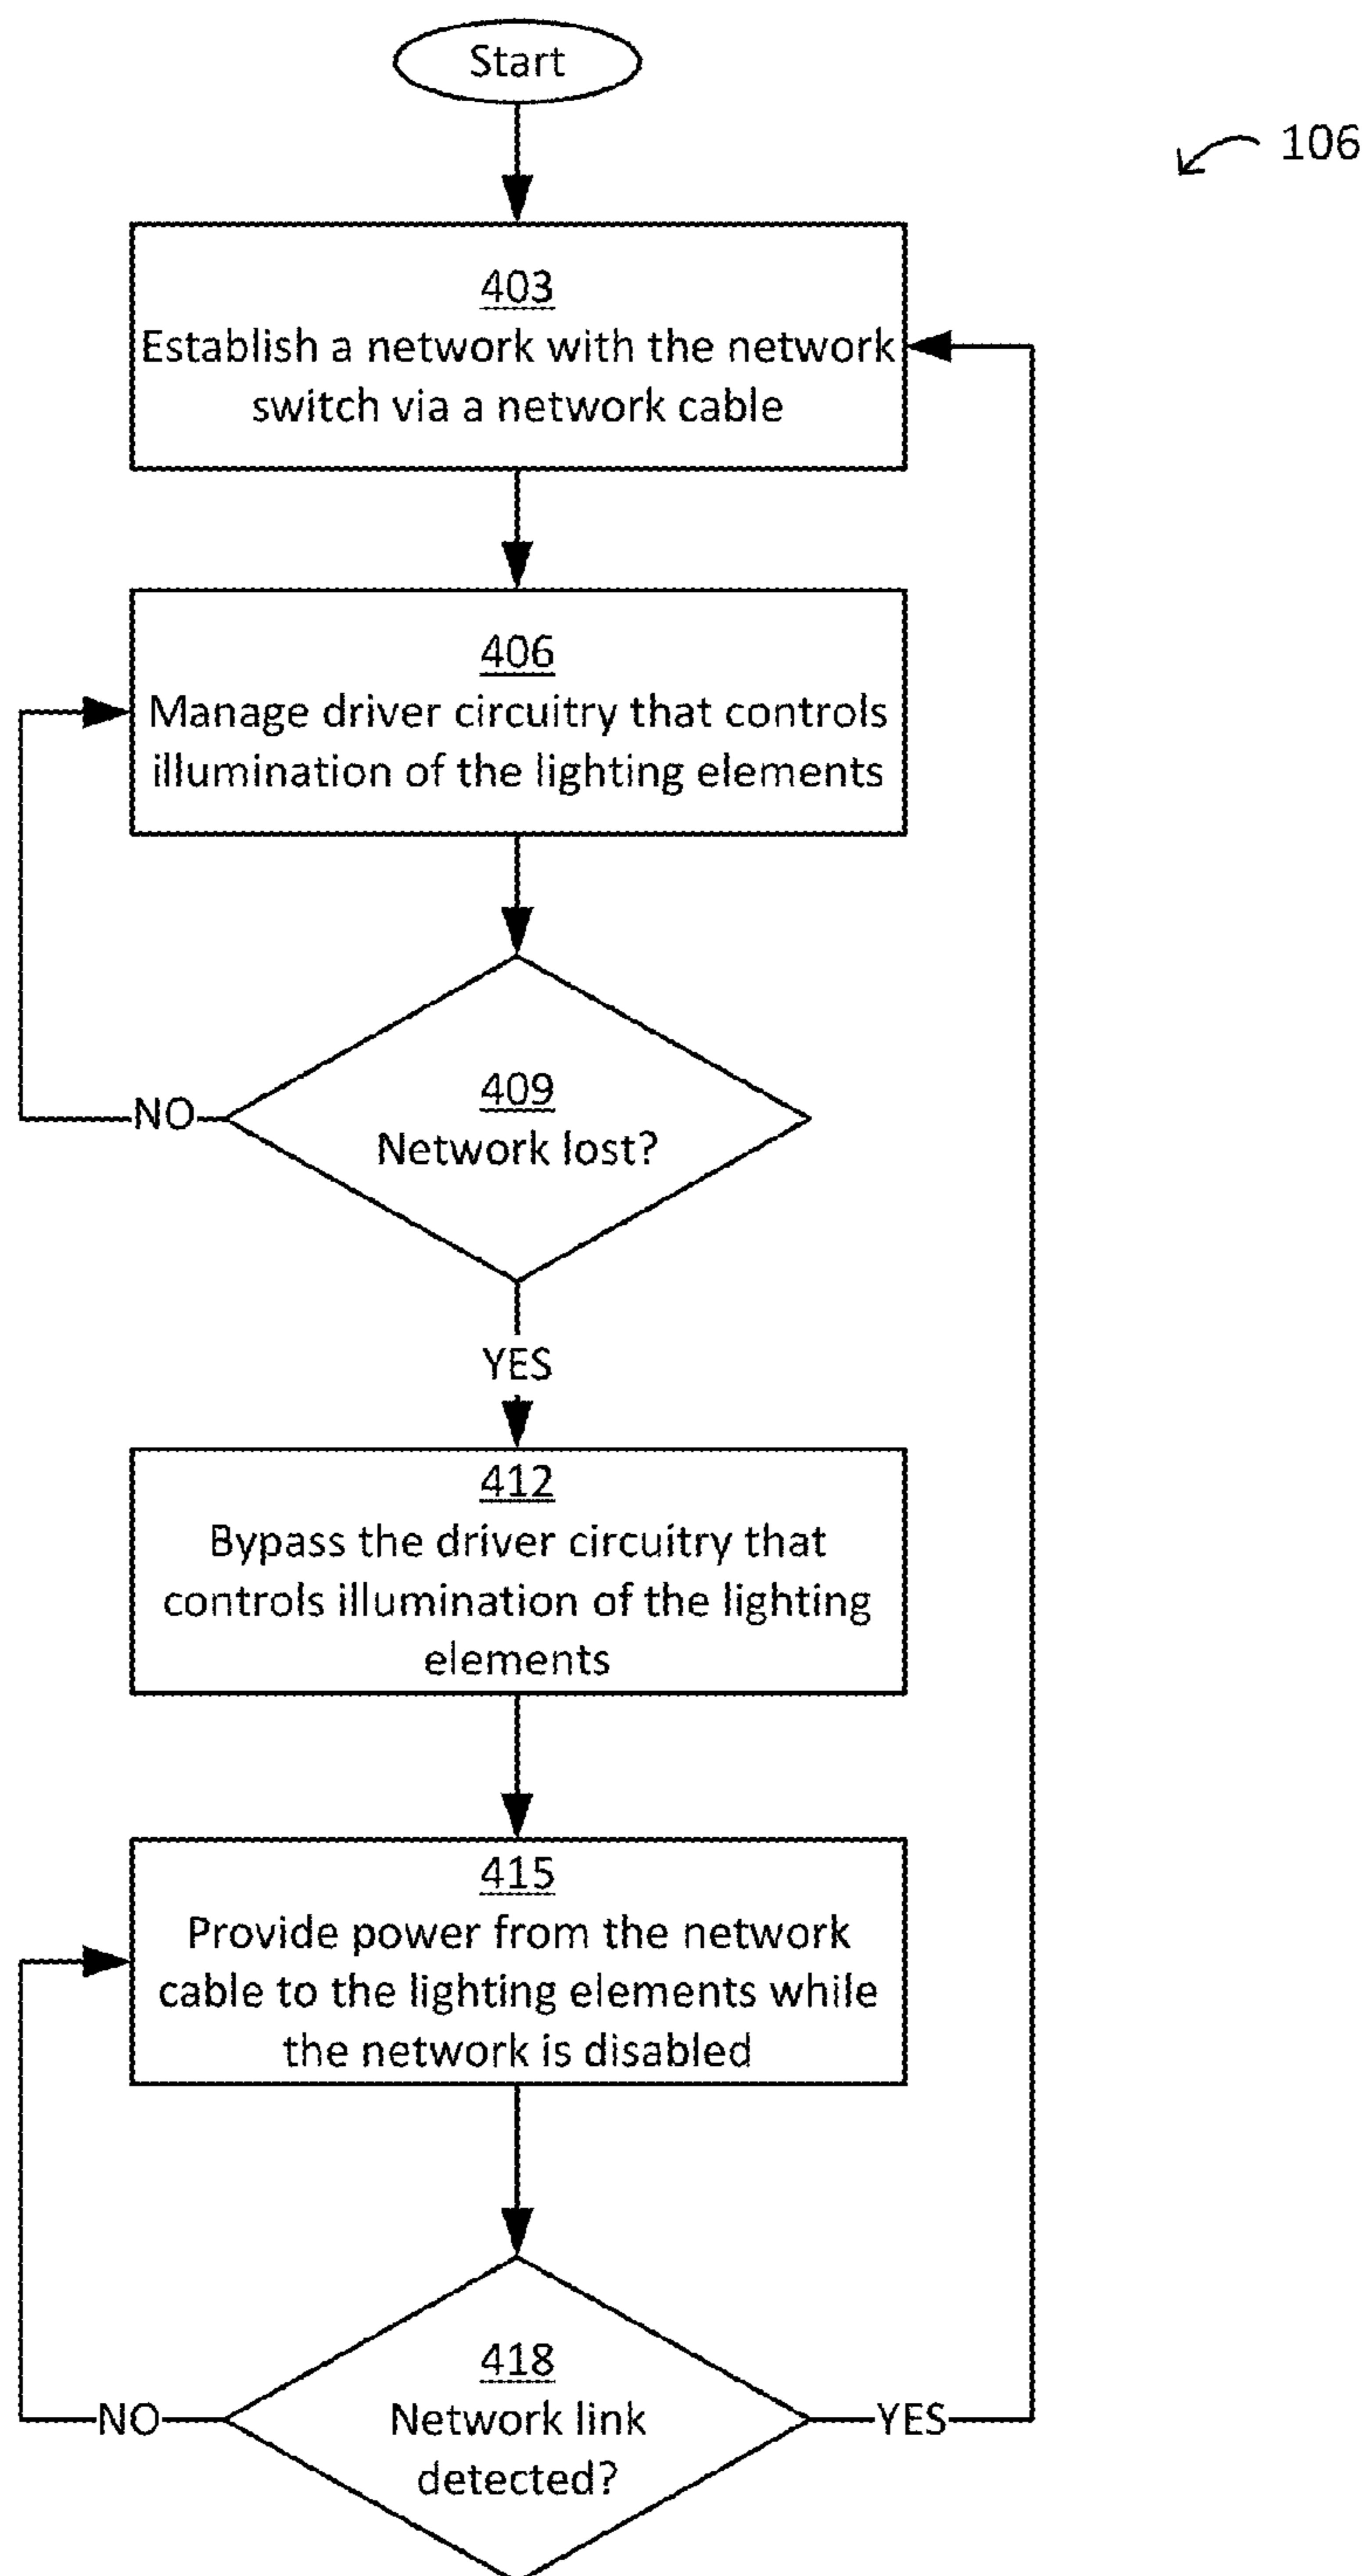 Start
106
403
Establish a network with the network
switch via a network cable
406
Manage driver circuitry that controls
illumination of the lighting elements
409
Network lost?
NO
YES
412
Bypass the driver circuitry that
controls illumination of the lighting
elements
415
Provide power from the network
cable to the lighting elements while
the network is disabled
418
Network link
detected?
NO
YES